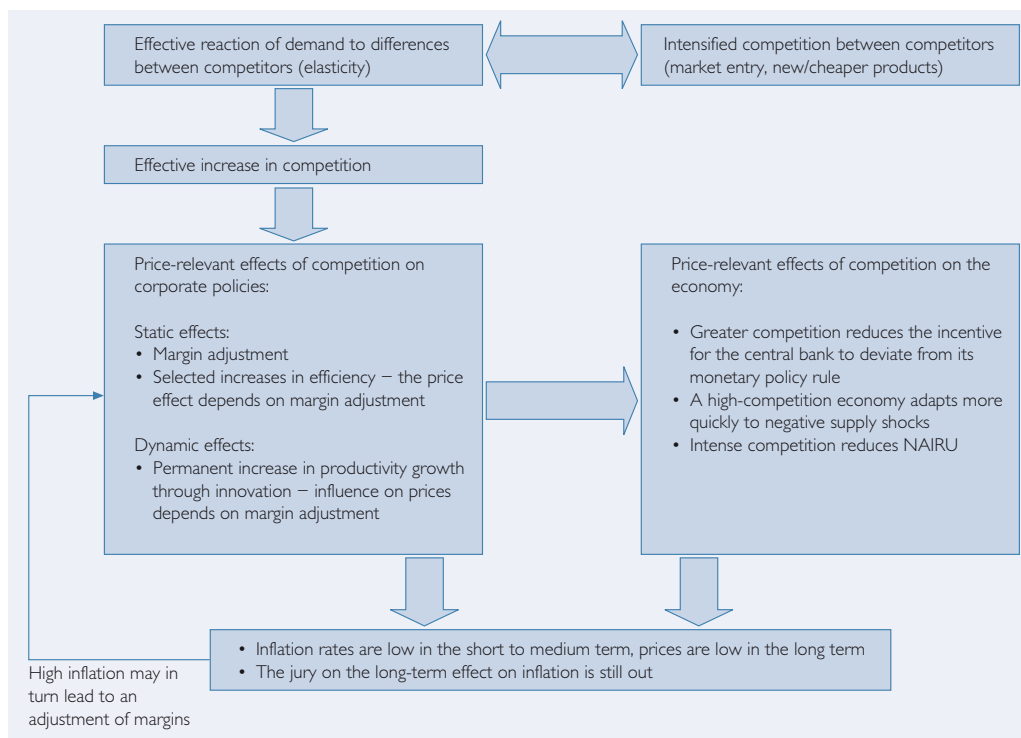 Effective reaction of demand to differences
between competitors (elasticity)
Intensified competition between competitors
(market entry, new/cheaper products)
Effective increase in competition
Price-relevant effects of competition on
corporate policies:
Static effects:
• Margin adjustment
• Selected increases in efficiency – the price
effect depends on margin adjustment
Dynamic effects:
• Permanent increase in productivity growth
through innovation – influence on prices
depends on margin adjustment
Price-relevant effects of competition on the
economy:
• Greater competition reduces the incentive
for the central bank to deviate from its
monetary policy rule
• A high-competition economy adapts more
quickly to negative supply shocks
• Intense competition reduces NAIRU
• Inflation rates are low in the short to medium term, prices are low in the long term
• The jury on the long-term effect on inflation is still out
High inflation may in
turn lead to an
adjustment of margins